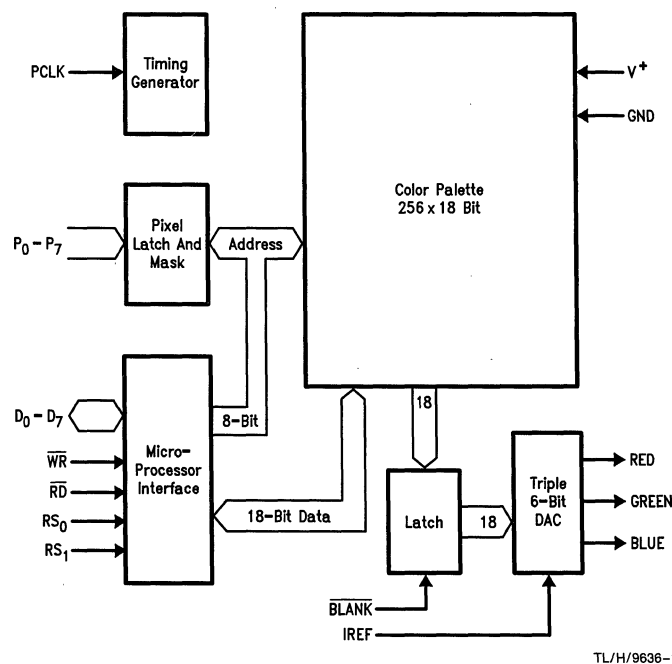 PCLK
Timing
Generator
V+
GND
Color Palette
256 x 18 Bit
P0 – P7
Pixel
Latch And
Mask
Address
D0 – D7
WR
RD
RS0
RS1
Micro-
Processor
Interface
8-Bit
18-Bit Data
18
Latch
18
Triple
6-Bit
DAC
RED
GREEN
BLUE
BLANK
IREF
TL/H/9636–